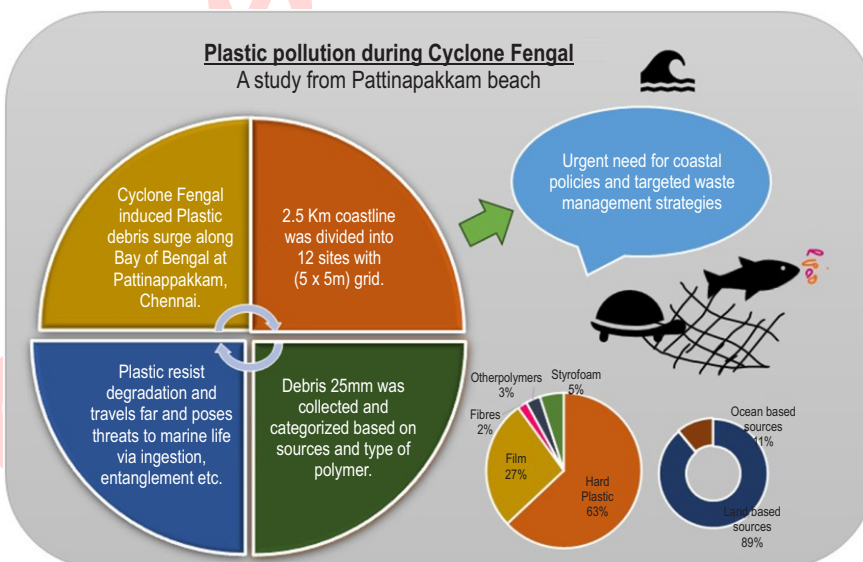 Plastic pollution during Cyclone Fengal
A study from Pattinapakkam beach
Cyclone Fengal
induced Plastic
debris surge along
Bay of Bengal at
Pattinappakkam,
Chennai.
2.5 Km coastline
was divided into
12 sites with
(5 x 5m) grid.
Plastic resist
degradation and
travels far and poses
threats to marine life
via ingestion,
entanglement etc.
Debris 25mm was
collected and
categorized based on
sources and type of
polymer.
Urgent need for coastal
policies and targeted waste
management strategies
Otherpolymers
3%
Styrofoam
5%
Fibres
2%
Film
27%
Hard
Plastic
63%
Ocean based
sources
11%
Land based
sources
89%